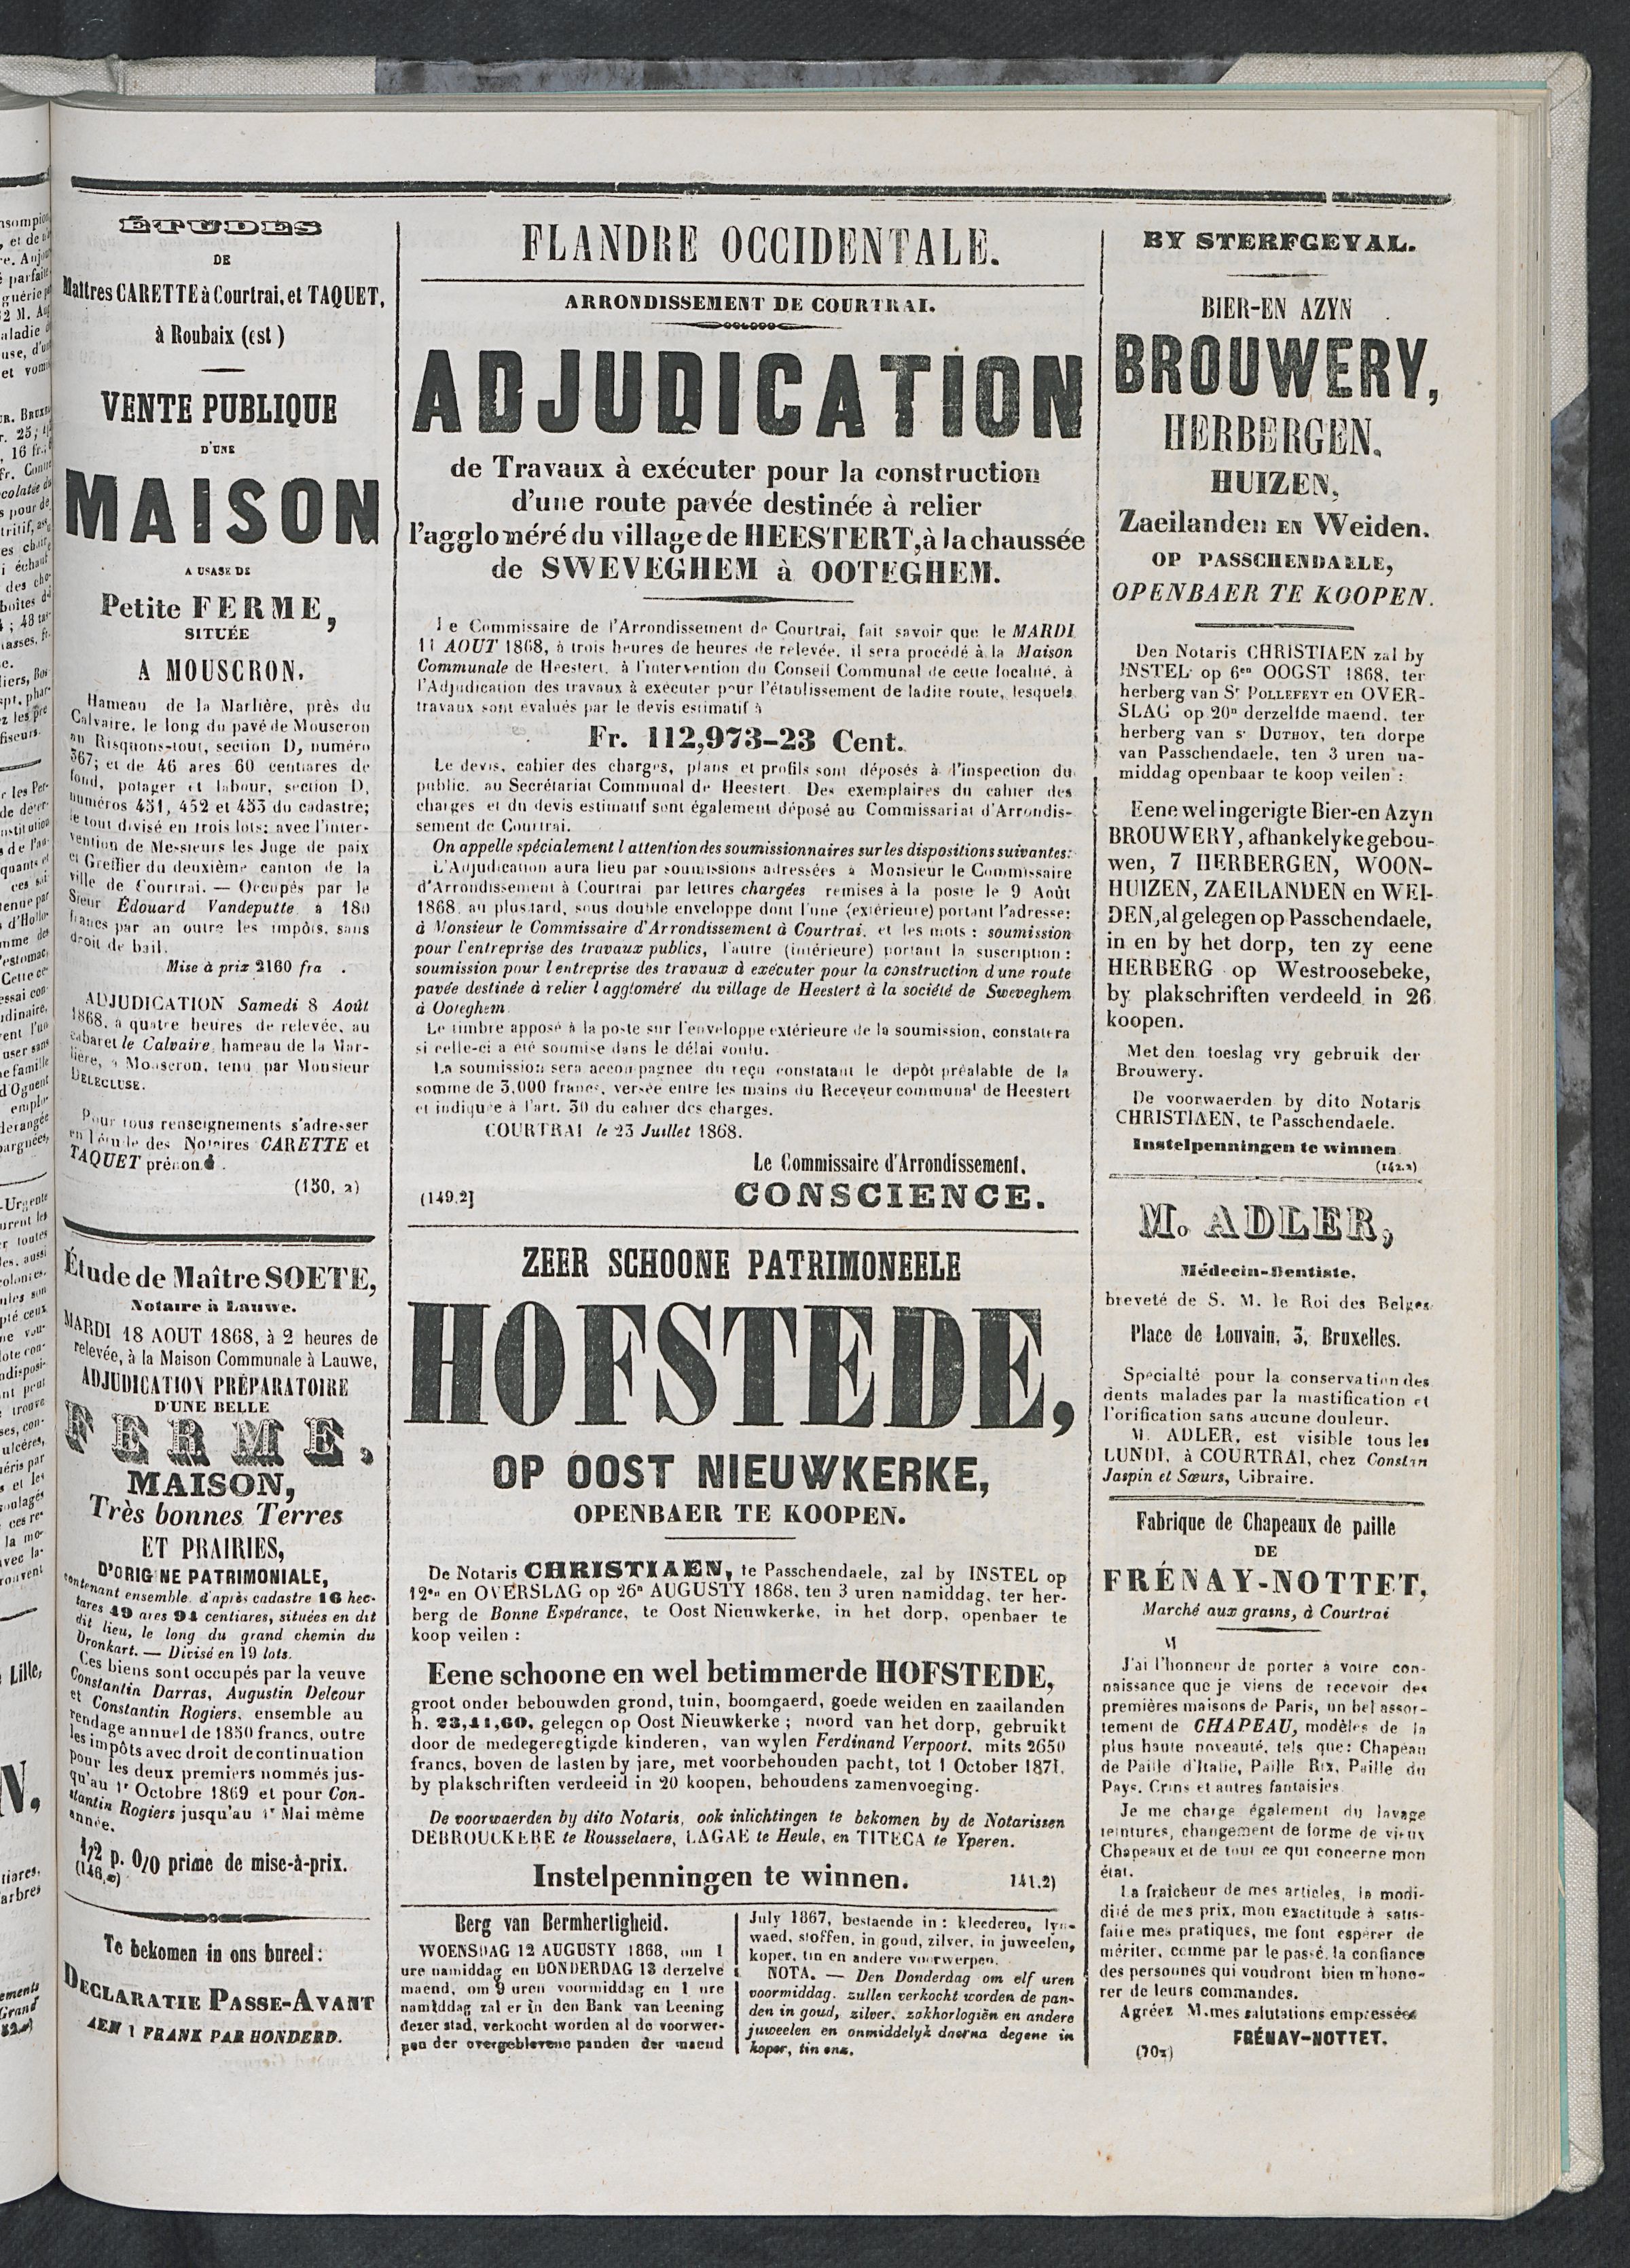 ÉTUDES
DE
Maîtres CARETTE à Courtrai, et TAQUET,
à Roubaix (est)
VENTE PUBLIQUE
D'UNE
MAISON
A USAGE DE
Petite FERME,
SITUÉE
A MOUSCRON.
Hameau de la Marlière, près du
Calvaire, le long du pavé de Mouscron
au Risquons-tout, section D, numéro
367; et de 46 ares 60 centiares de
fond, potager et labour, section D,
numéros 451, 452 et 453 du cadastre;
le tout divisé en trois lots; avec l'inter-
vention de Messieurs les Juge de paix
et Greffier du deuxième canton de la
ville de Courtrai. — Occupés par le
Sieur Édouard Vandeputte à 180
francs par an outre les impôts, sans
droit de bail.
Mise à prix 2160 fra .
ADJUDICATION Samedi 8 Août
1868, à quatre heures de relevée, au
cabaret le Calvaire, hameau de la Mar-
lière, à Mouscron, tenu par Monsieur
DELECLUSE.
Pour tous renseignements s'adresser
en l'étude des Notaires CARETTE et
TAQUET prénom
(150, 2)
Étude de Maître SOETE,
Notaire à Lauwe.
MARDI 18 AOUT 1868, à 2 heures de
relevée, à la Maison Communale à Lauwe,
ADJUDICATION PRÉPARATOIRE
D'UNE BELLE
FERME,
MAISON,
Très bonnes Terres
ET PRAIRIES,
D'ORIGINE PATRIMONIALE,
contenant ensemble d'après cadastre 16 hec-
tares 49 ares 94 centiares, situées en dit
dit lieu, le long du grand chemin du
Dronkart. — Divisé en 19 lots.
Ces biens sont occupés par la veuve
Constantin Darras, Augustin Delcour
et Constantin Rogiers, ensemble au
rendage annuel de 1850 francs, outre
les impôts avec droit de continuation
pour les deux premiers nommés jus-
qu'au 1r Octobre 1869 et pour Con-
stantin Rogiers jusqu'au 1r Mai même
année.
1/2 p. 0/0 prime de mise-à-prix.
(146,2)
Te bekomen in ons bureel:
DECLARATIE PASSE-AVANT
AEN 1 FRANK PAR HONDERD.
FLANDRE OCCIDENTALE.
ARRONDISSEMENT DE COURTRAI.
ADJUDICATION
de Travaux à exécuter pour la construction
d'une route pavée destinée à relier
l'aggloméré du village de HEESTERT, à la chaussée
de SWEVEGHEM à OOTEGHEM.
Le Commissaire de l'Arrondissement de Courtrai, fait savoir que le MARDI
11 AOUT 1868, à trois heures de heures de relevée, il sera procédé à la Maison
Communale de Heestert, à l'intervention du Conseil Communal de cette localité, à
l'Adjudication des travaux à exécuter pour l'établissement de ladite route, lesquels
travaux sont évalués par le devis estimatif à
Fr. 112,973-23 Cent.
Le devis, cahier des charges, plans et profils sont déposés à l'inspection du
public, au Secrétariat Communal de Heestert. Des exemplaires du cahier des
charges et du devis estimatif sont également déposé au Commissariat d'Arrondis-
sement de Courtrai.
On appelle spécialement l attention des soumissionnaires sur les dispositions suivantes:
L'Adjudication aura lieu par soumissions adressées à Monsieur le Commissaire
d'Arrondissement à Courtrai par lettres chargées remises à la poste le 9 Août
1868, au plus tard, sous double enveloppe dont l'une (extérieure) portant l'adresse:
à Monsieur le Commissaire d'Arrondissement à Courtrai, et les mots: soumission
pour l'entreprise des travaux publics, l'autre (intérieure) portant la suscription:
soumission pour l entreprise des travaux à exécuter pour la construction d une route
pavée destinée à relier l aggloméré du village de Heestert à la société de Sweveghem
à Ooteghem
Le timbre apposé à la poste sur l'enveloppe extérieure de la soumission, constatera
si celle-ci a été soumise dans le délai voulu.
La soumission sera accompagnée du reçu constatant le dépôt préalable de la
somme de 3,000 francs, versée entre les mains du Receveur communal de Heestert
et indiquée à l'art. 30 du cahier des charges.
COURTRAI le 23 Juillet 1868.
Le Commissaire d'Arrondissement,
(149.2] CONSCIENCE.
ZEER SCHOONE PATRIMONEELE
HOFSTEDE,
OP OOST NIEUWKERKE,
OPENBAER TE KOOPEN.
De Notaris CHRISTIAEN, te Passchendaele, zal by INSTEL op
12en en OVERSLAG op 26n AUGUSTY 1868, ten 3 uren namiddag, ter her-
berg de Bonne Espérance, te Oost Nieuwkerke, in het dorp, openbaer te
koop veilen :
Eene schoone en wel betimmerde HOFSTEDE,
groot onder bebouwden grond, tuin, boomgaerd, goede weiden en zaailanden
h. 23,41,60, gelegen op Oost Nieuwkerke ; noord van het dorp, gebruikt
door de medegeregtigde kinderen, van wylen Ferdinand Verpoort, mits 2650
francs, boven de lasten by jare, met voorbehouden pacht, tot 1 October 1871,
by plakschriften verdeeld in 20 koopen, behoudens zamenvoeging.
De voorwaerden by dito Notaris, ook inlichtingen te bekomen by de Notarissen
DEBROUCKERE te Rousselaere, LAGAE te Heule, en TITECA te Yperen.
Instelpenningen te winnen. 141.2)
Berg van Bermhertigheid.
WOENSDAG 12 AUGUSTY 1868, om 1
ure namiddag en DONDERDAG 13 derzelve
maend, om 9 uren voormiddag en 1 ure
namiddag zal er in den Bank van Leening
dezer stad, verkocht worden al de voorwer-
pen der overgeblevene panden der maend
July 1867, bestaende in: kleederen, lyn-
waed, stoffen, in goud, zilver, in juweelen,
koper, tin en andere voorwerpen.
NOTA. — Den Donderdag om elf uren
voormiddag, zullen verkocht worden de pan-
den in goud, zilver, zakhorlogiën en andere
juweelen en onmiddelyk daarna degene in
koper, tin enz.
BY STERFGEVAL.
BIER-EN AZYN
BROUWERY,
HERBERGEN,
HUIZEN,
Zaeilanden EN Weiden.
OP PASSCHENDAELE,
OPENBAER TE KOOPEN.
Den Notaris CHRISTIAEN zal by
INSTEL op 6en OOGST 1868, ter
herberg van Sr POLLEFEYT en OVER-
SLAG op 20n derzelfde maend, ter
herberg van sr DUTHOY, ten dorpe
van Passchendaele, ten 3 uren na-
middag openbaar te koop veilen :
Eene wel ingerigte Bier-en Azyn
BROUWERY, afhankelyke gebou-
wen, 7 HERBERGEN, WOON-
HUIZEN, ZAEILANDEN en WEI-
DEN, al gelegen op Passchendaele,
in en by het dorp, ten zy eene
HERBERG op Westroosebeke,
by plakschriften verdeeld in 26
koopen.
Met den toeslag vry gebruik der
Brouwery.
De voorwaerden by dito Notaris
CHRISTIAEN, te Passchendaele.
Instelpenningen te winnen
(142.2)
M. ADLER,
Médecin-Dentiste,
breveté de S. M. le Roi des Belges
Place de Louvain, 3, Bruxelles.
Spécialté pour la conservation des
dents malades par la mastification et
l'orification sans aucune douleur.
M. ADLER, est visible tous les
LUNDI, à COURTRAI, chez Constan
Jaspin et Sœurs, Libraire.
Fabrique de Chapeaux de paille
DE
FRÉNAY-NOTTET,
Marché aux grains, à Courtrai
M
J'ai l'honneur de porter à votre con-
naissance que je viens de recevoir des
premières maisons de Paris, un bel assor-
tement de CHAPEAU, modèles de la
plus haute noveauté, tels que: Chapeau
de Paille d'Italie, Paille Rix, Paille du
Pays, Crins et autres fantaisies.
Je me charge également du lavage
teintures, changement de forme de vieux
Chapeaux et de tout ce qui concerne mon
état.
La fraîcheur de mes articles, la modi-
dité de mes prix, mon exactitude à satis-
faire mes pratiques, me font espérer de
mériter, comme par le passé, la confiance
des personnes qui voudront bien m'hono-
rer de leurs commandes.
Agréez M.mes salutations empressées
FRÉNAY-NOTTET.
(70x)